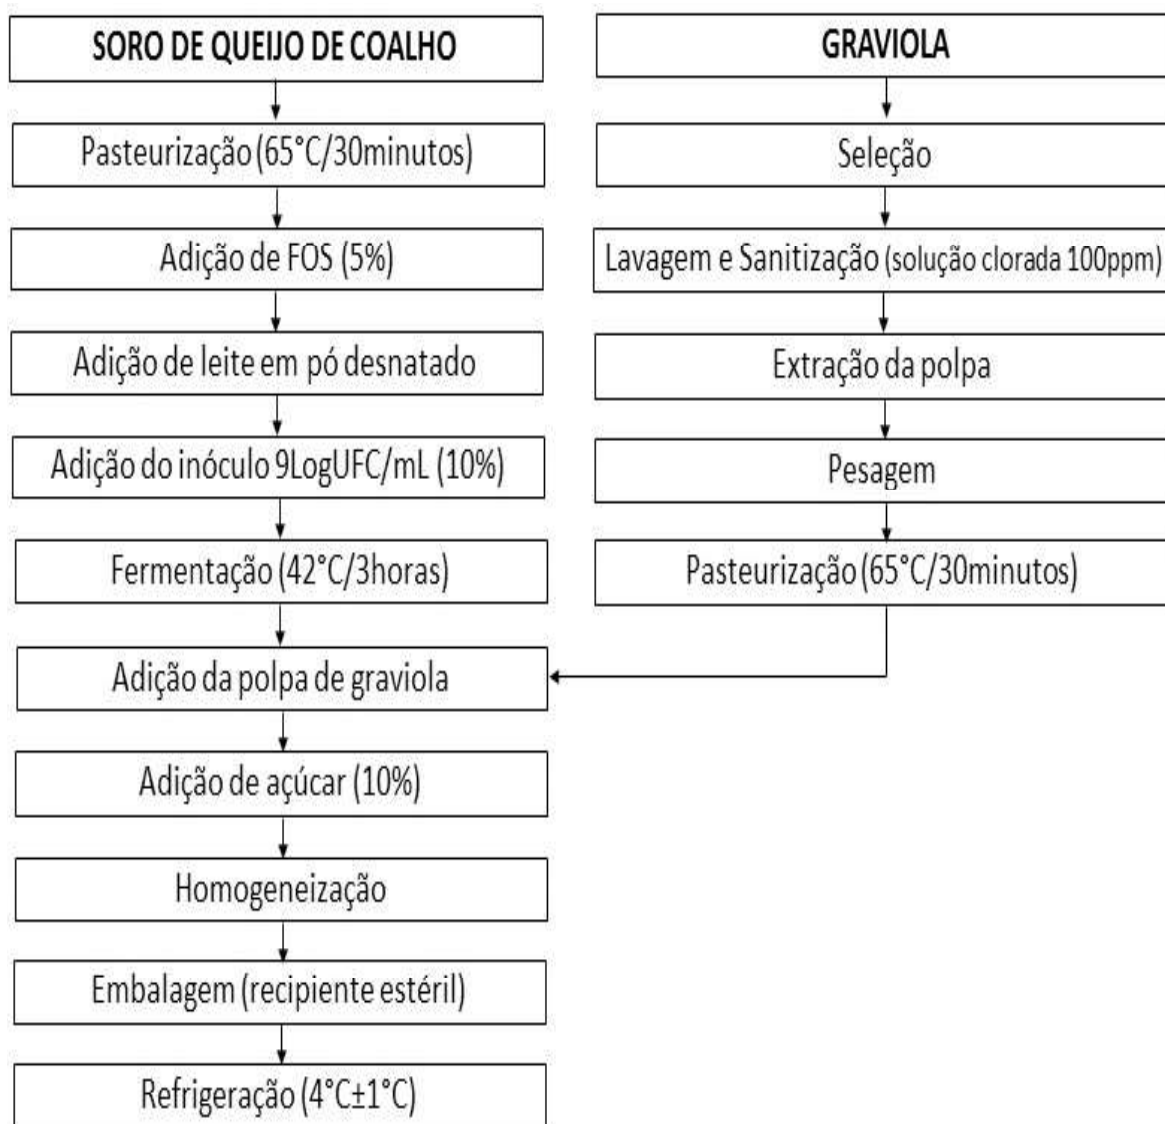 SORO DE QUEIJO DE COALHO
Pasteurização (65°C/30minutos)
Adição de FOS (5%)
Adição de leite em pó desnatado
Adição do inóculo 9LogUFC/mL (10%)
Fermentação (42°C/3horas)
Adição da polpa de graviola
Adição de açúcar (10%)
Homogeneização
Embalagem (recipiente estéril)
Refrigeração (4°C±1°C)
GRAVIOLA
Seleção
Lavagem e Sanitização (solução clorada 100ppm)
Extração da polpa
Pesagem
Pasteurização (65°C/30minutos)